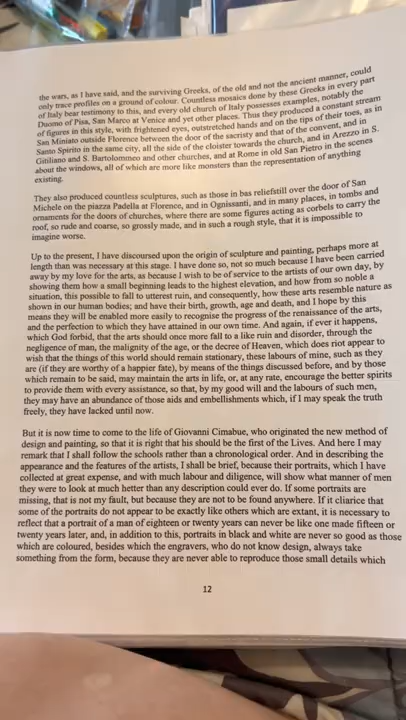 the wars, as I have said, and the surviving Greeks, of the old and not the ancient manner, could
only trace profiles on a ground of colour. Countless mosaics done by these Greeks in every part
of Italy bear testimony to this, and every old church of Italy possesses examples, notably the
Duomo of Pisa, San Marco at Venice and yet other places. Thus they produced a constant stream
of figures in this style, with frightened eyes, outstretched hands and on the tips of their toes, as in
San Miniato outside Florence between the door of the sacristy and that of the convent, and in
Santo Spirito in the same city, all the side of the cloister towards the church, and in Arezzo in S.
Gitiliano and S. Bartolommeo and other churches, and at Rome in old San Pietro in the scenes
about the windows, all of which are more like monsters than the representation of anything
existing.
They also produced countless sculptures, such as those in bas reliefstill over the door of San
Michele on the piazza Padella at Florence, and in Ognissanti, and in many places, in tombs and
ornaments for the doors of churches, where there are some figures acting as corbels to carry the
roof, so rude and coarse, so grossly made, and in such a rough style, that it is impossible to
imagine worse.
Up to the present, I have discoursed upon the origin of sculpture and painting, perhaps more at
length than was necessary at this stage. I have done so, not so much because I have been carried
away by my love for the arts, as because I wish to be of service to the artists of our own day, by
showing them how a small beginning leads to the highest elevation, and how from so noble a
situation, this possible to fall to utterest ruin, and consequently, how these arts resemble nature as
shown in our human bodies; and have their birth, growth, age and death, and I hope by this
means they will be enabled more easily to recognise the progress of the renaissance of the arts,
and the perfection to which they have attained in our own time. And again, if ever it happens,
which God forbid, that the arts should once more fall to a like ruin and disorder, through the
negligence of man, the malignity of the age, or the decree of Heaven, which does riot appear to
wish that the things of this world should remain stationary, these labours of mine, such as they
are (if they are worthy of a happier fate), by means of the things discussed before, and by those
which remain to be said, may maintain the arts in life, or, at any rate, encourage the better spirits
to provide them with every assistance, so that, by my good will and the labours of such men,
they may have an abundance of those aids and embellishments which, if I may speak the truth
freely, they have lacked until now.
But it is now time to come to the life of Giovanni Cimabue, who originated the new method of
design and painting, so that it is right that his should be the first of the Lives. And here I may
remark that I shall follow the schools rather than a chronological order. And in describing the
appearance and the features of the artists, I shall be brief, because their portraits, which I have
collected at great expense, and with much labour and diligence, will show what manner of men
they were to look at much better than any description could ever do. If some portraits are
missing, that is not my fault, but because they are not to be found anywhere. If it cliarice that
some of the portraits do not appear to be exactly like others which are extant, it is necessary to
reflect that a portrait of a man of eighteen or twenty years can never be like one made fifteen or
twenty years later, and, in addition to this, portraits in black and white are never so good as those
which are coloured, besides which the engravers, who do not know design, always take
something from the form, because they are never able to reproduce those small details which
12